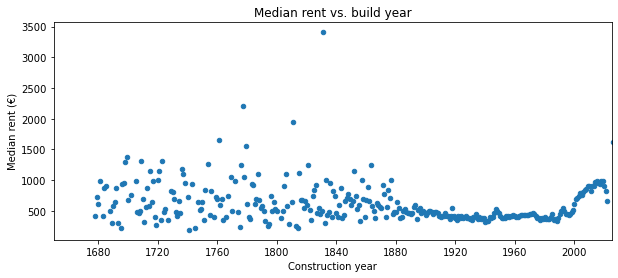 Median rent vs. build year
Median rent (€)
3500
3000
2500
2000
1500
1000
500
1680 1720 1760 1800 1840 1880 1920 1960 2000
Construction year